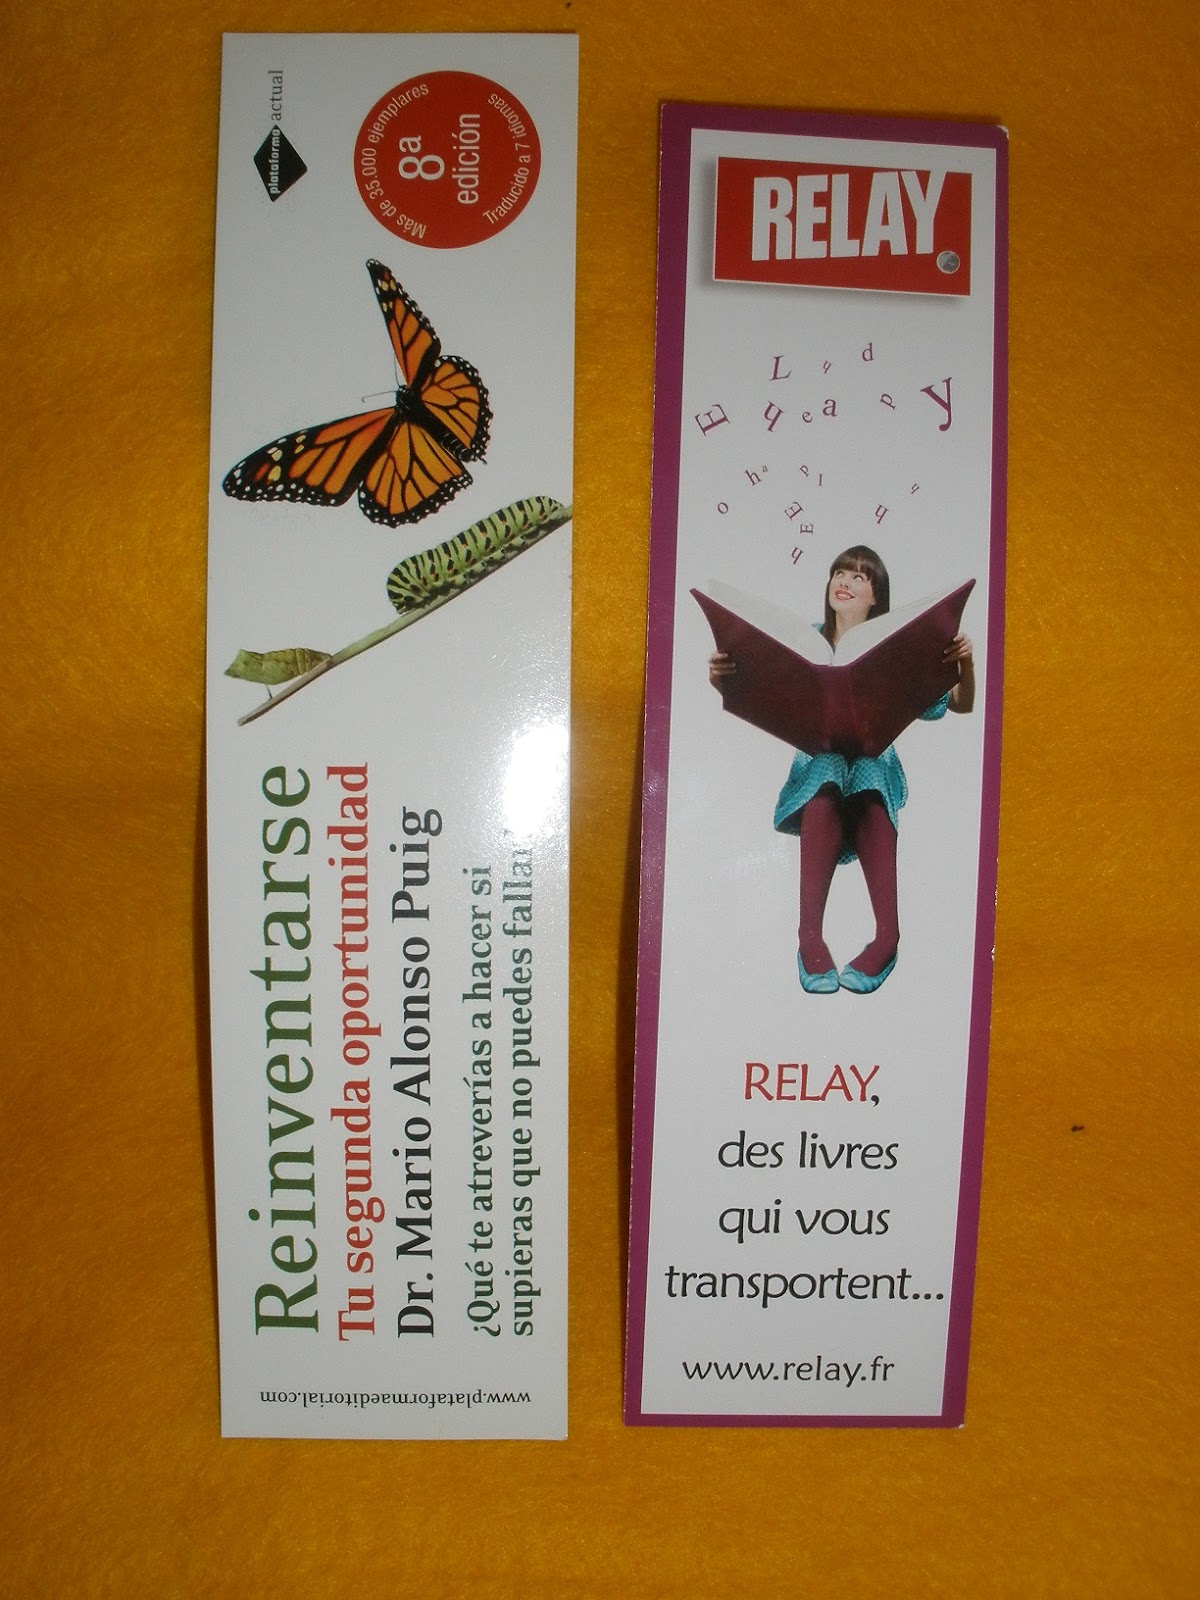 plataforma actual
Más de 35.000 ejemplares
8ª
edición
Traducido a 7 idiomas
Reinventarse
Tu segunda oportunidad
Dr. Mario Alonso Puig
¿Qué te atreverías a hacer si
supieras que no puedes fallar
www.plataformaeditorial.com
RELAY
L y d
E y e a p y
o h a p l
E E y h
y
RELAY,
des livres
qui vous
transportent...
www.relay.fr